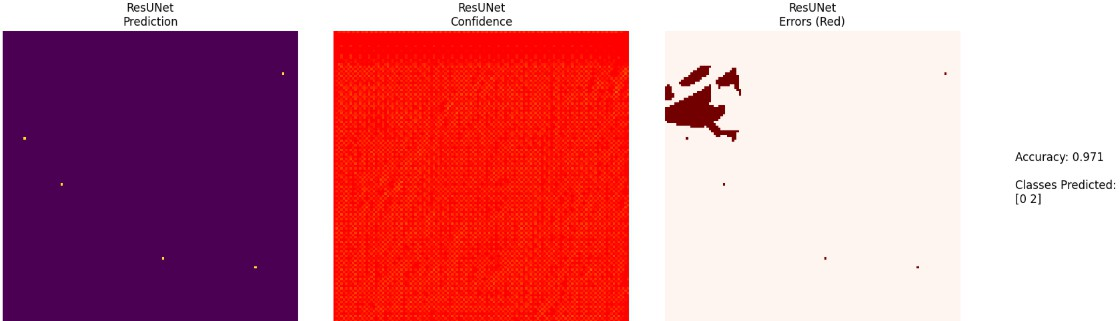 ResUNet
Prediction
ResUNet
Confidence
ResUNet
Errors (Red)
Accuracy: 0.971
Classes Predicted:
[0 2]